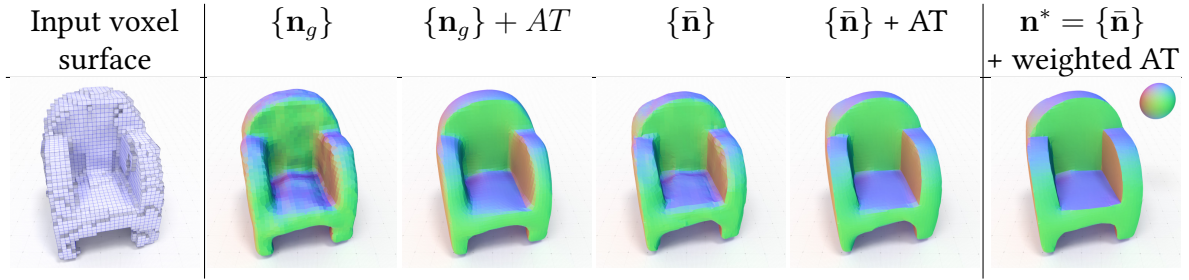 Input voxel
surface
{n_g}
{n_g} + AT
{n̄}
{n̄} + AT
n* = {n̄}
+ weighted AT